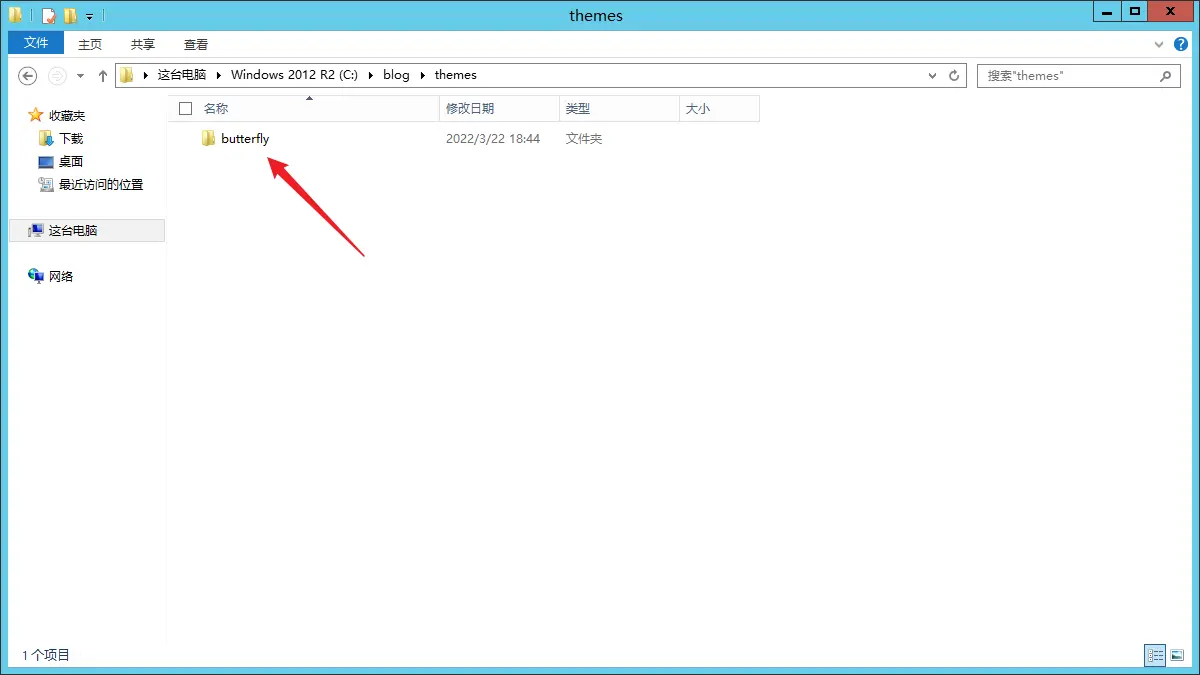 themes
文件 主页 共享 查看
这台电脑 Windows 2012 R2 (C:) blog themes 搜索"themes"
名称 修改日期 类型 大小
butterfly 2022/3/22 18:44 文件夹
收藏夹
下载
桌面
最近访问的位置
这台电脑
网络
1 个项目